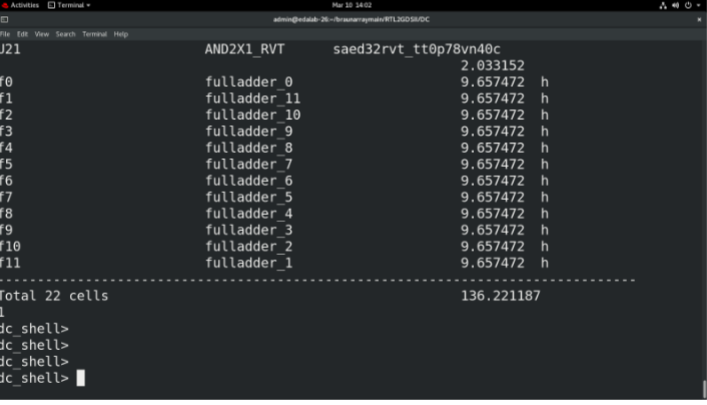 Activities Terminal Mar 10 14:02
admin@edalab-26:~/braunarraymain/RTL2GDSII/DC
File Edit View Search Terminal Help
J21 AND2X1_RVT saed32rvt_tt0p78vn40c
2.033152
f0 fulladder_0 9.657472 h
f1 fulladder_11 9.657472 h
f2 fulladder_10 9.657472 h
f3 fulladder_9 9.657472 h
f4 fulladder_8 9.657472 h
f5 fulladder_7 9.657472 h
f6 fulladder_6 9.657472 h
f7 fulladder_5 9.657472 h
f8 fulladder_4 9.657472 h
f9 fulladder_3 9.657472 h
f10 fulladder_2 9.657472 h
f11 fulladder_1 9.657472 h
--------------------------------------------------------------------------------
Total 22 cells 136.221187
1
dc_shell>
dc_shell>
dc_shell>
dc_shell>